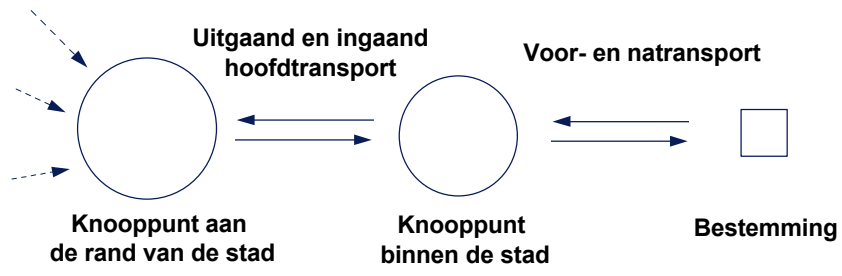 Uitgaand en ingaand
hoofdtransport
Voor- en natransport
Knooppunt aan
de rand van de stad
Knooppunt
binnen de stad
Bestemming